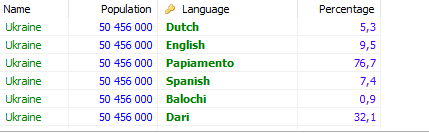 Name Population Language Percentage
Ukraine 50 456 000 Dutch 5,3
Ukraine 50 456 000 English 9,5
Ukraine 50 456 000 Papiamento 76,7
Ukraine 50 456 000 Spanish 7,4
Ukraine 50 456 000 Balochi 0,9
Ukraine 50 456 000 Dari 32,1